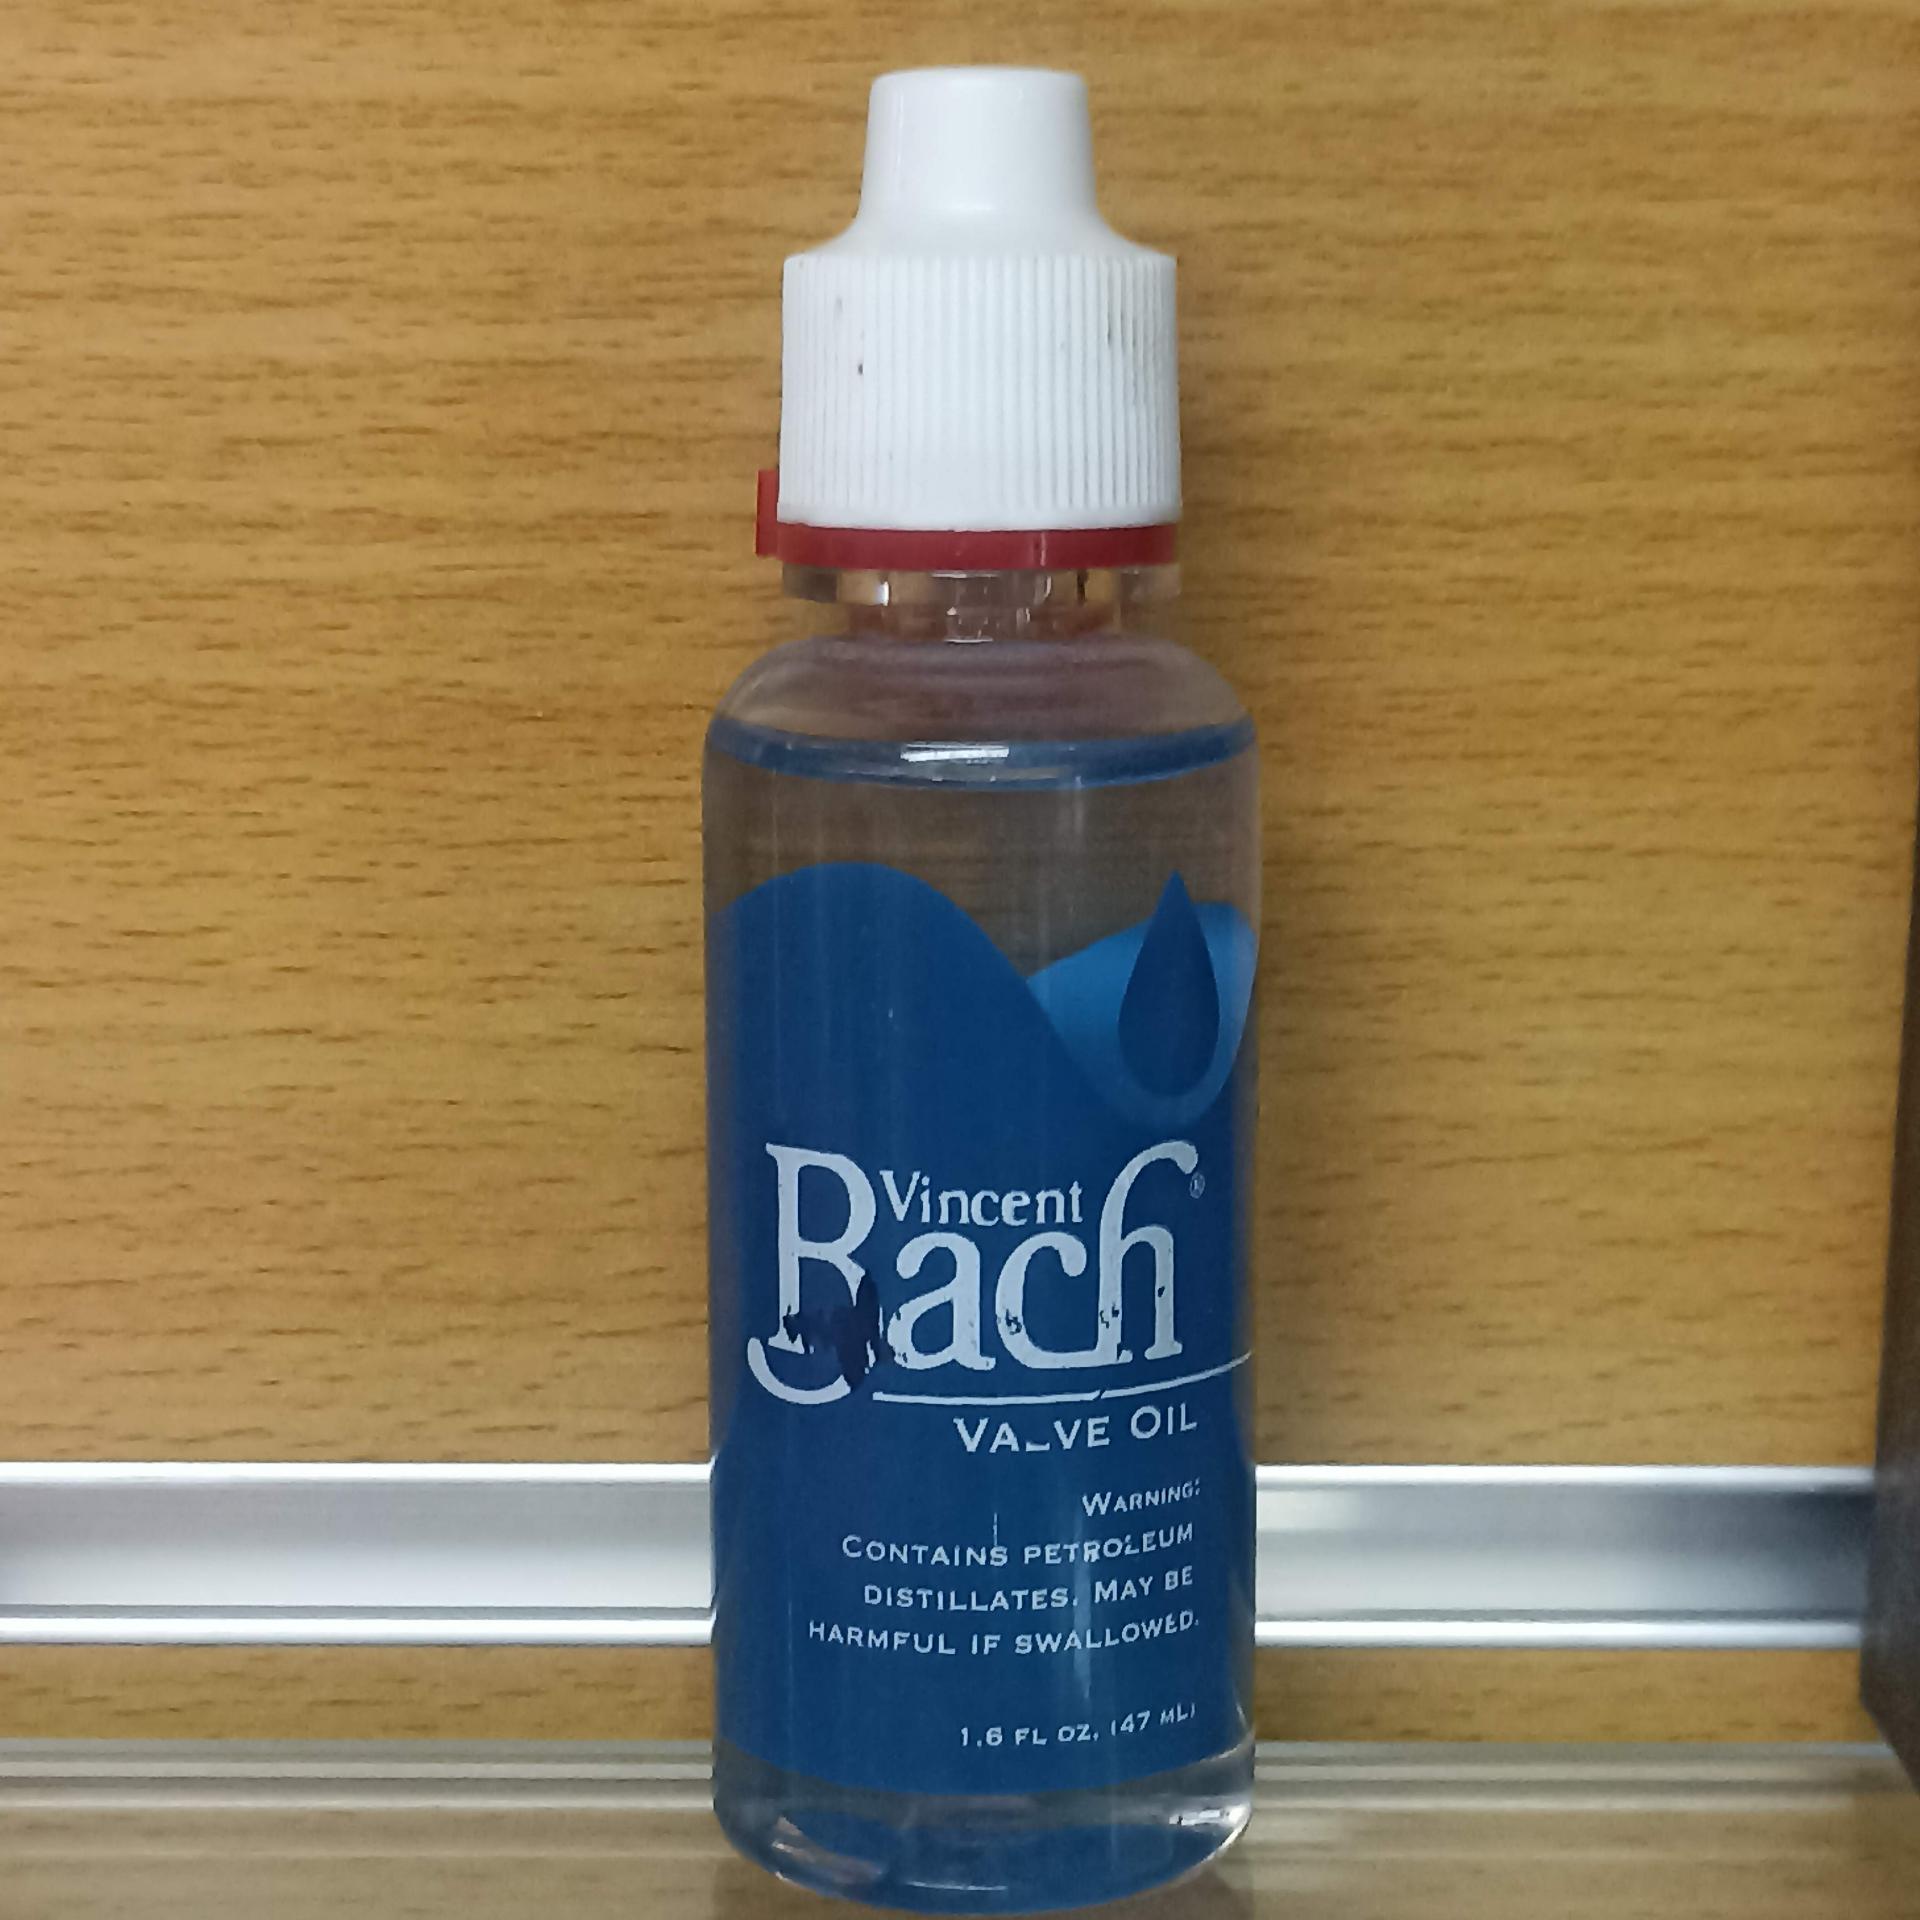 Vincent
Bach®
VALVE OIL
WARNING:
CONTAINS PETROLEUM
DISTILLATES. MAY BE
HARMFUL IF SWALLOWED.
1.6 FL OZ. (47 ML)